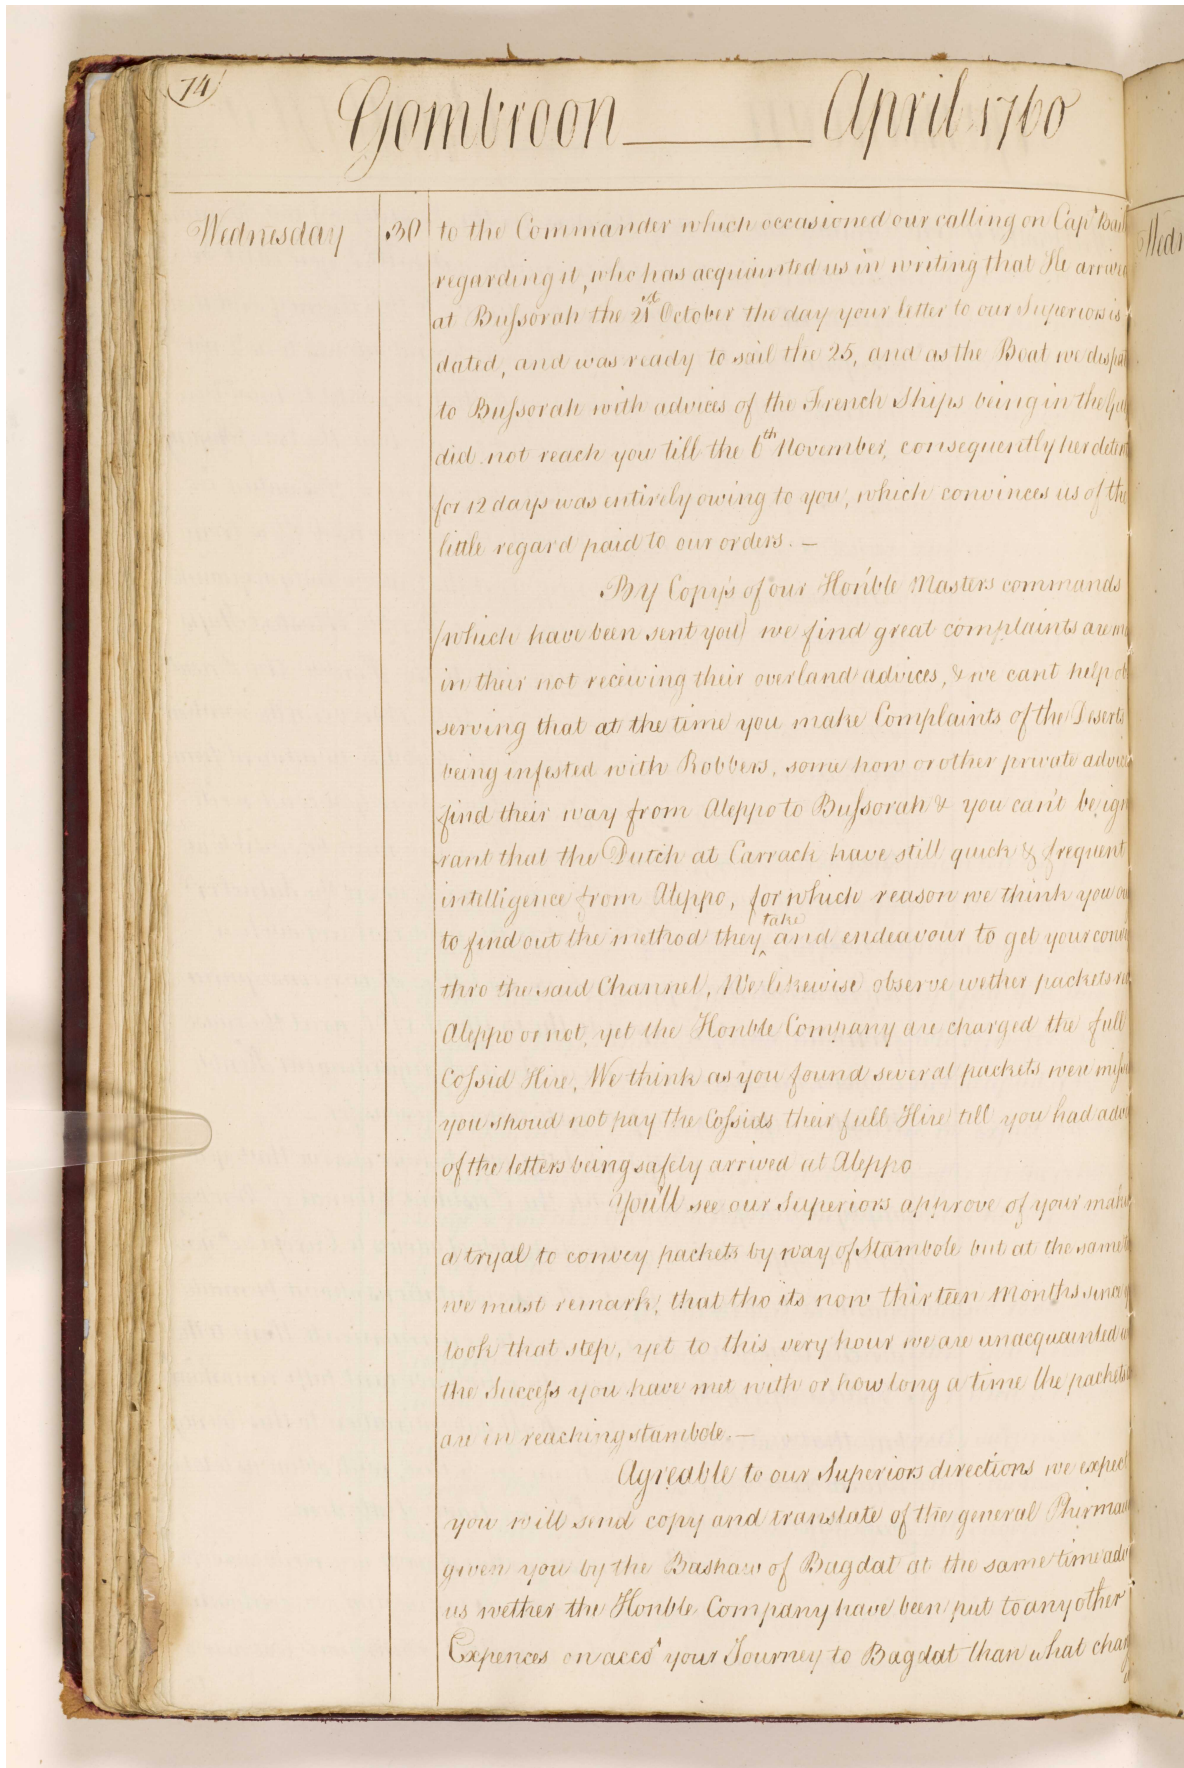 74
Gombroon April 1760
Wednesday 30 to the Commander which occasioned our calling on Capt
regarding it, who has acquainted us in writing that He arrived
at Bussorah the 21st October the day your letter to our Superiors is
dated, and was ready to sail the 25, and as the Boat we
to Bussorah with advices of the French Ships being in the
did not reach you till the 6th November, consequently her
for 12 days was entirely owing to you, which convinces us of the
little regard paid to our orders. —
By Copys of our Honble Masters commands
(which have been sent you) we find great complaints are
in their not receiving their overland advices, & we cant help ob
serving that at the time you make Complaints of the Deserts
being infested with Robbers, some how or other private
find their way from Aleppo to Bussorah & you can't be igno
rant that the Dutch at Carrack have still quick & frequent
intelligence from Aleppo, for which reason we think you
to find out the method they take and endeavour to get your
thro the said Channel, We likewise observe wether packets
Aleppo or not, yet the Honble Company are charged the full
Cossid Hire, We think as you found several packets were
you shoud not pay the Cossids their full Hire till you had
of the letters being safely arrived at Aleppo
You'll see our Superiors approve of your
a tryal to convey packets by way of Stambole but at the same
we must remark, that tho its now thirteen Months since
took that step, yet to this very hour we are unacquainted
the Success you have met with or how long a time the packets
are in reaching stambole. —
Agreable to our Superiors directions we expect
you will send copy and translate of the general
given you by the Bashaw of Bagdat at the same time
us wether the Honble Company have been put to any other
Expences on accot your Journey to Bagdat than what
Wedn